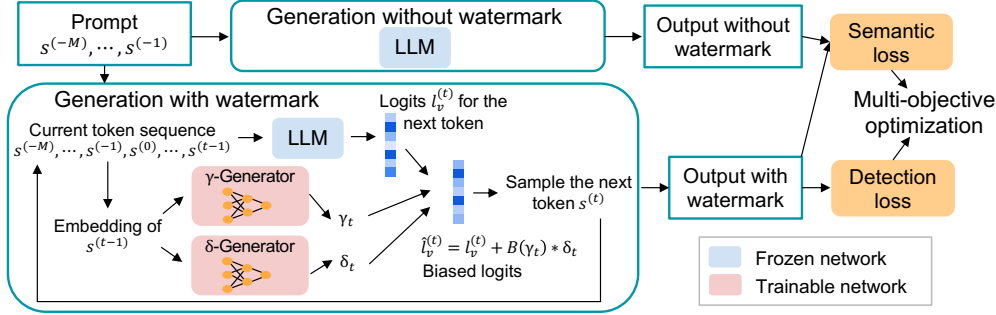 Prompt
s^(-M), ⋯, s^(-1)
Generation without watermark
LLM
Output without
watermark
Semantic
loss
Multi-objective
optimization
Generation with watermark
Current token sequence
s^(-M), ⋯, s^(-1), s^(0), ⋯, s^(t-1)
LLM
Logits l_v^(t) for the
next token
Embedding of
s^(t-1)
γ-Generator
γ_t
δ-Generator
δ_t
l̂_v^(t) = l_v^(t) + B(γ_t) * δ_t
Biased logits
Sample the next
token s^(t)
Output with
watermark
Detection
loss
Frozen network
Trainable network